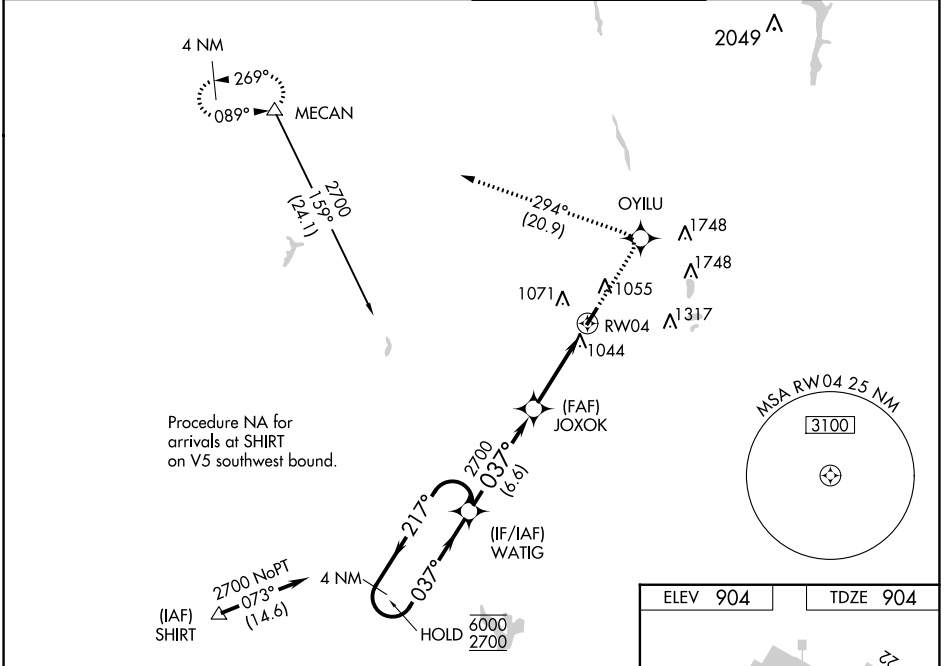 2049
4 NM
269°
089°
MECAN
2700
159°
(24.1)
294°
(20.9)
OYILU
1748
1748
1071
1055
RW04
1317
1044
MSA RW04 25 NM
3100
(FAF)
JOXOK
Procedure NA for
arrivals at SHIRT
on V5 southwest bound.
2700
037°
(6.6)
217°
037°
(IF/IAF)
WATIG
2700 NoPT
073°
(14.6)
(IAF)
SHIRT
4 NM
HOLD
6000
2700
ELEV 904
TDZE 904
22